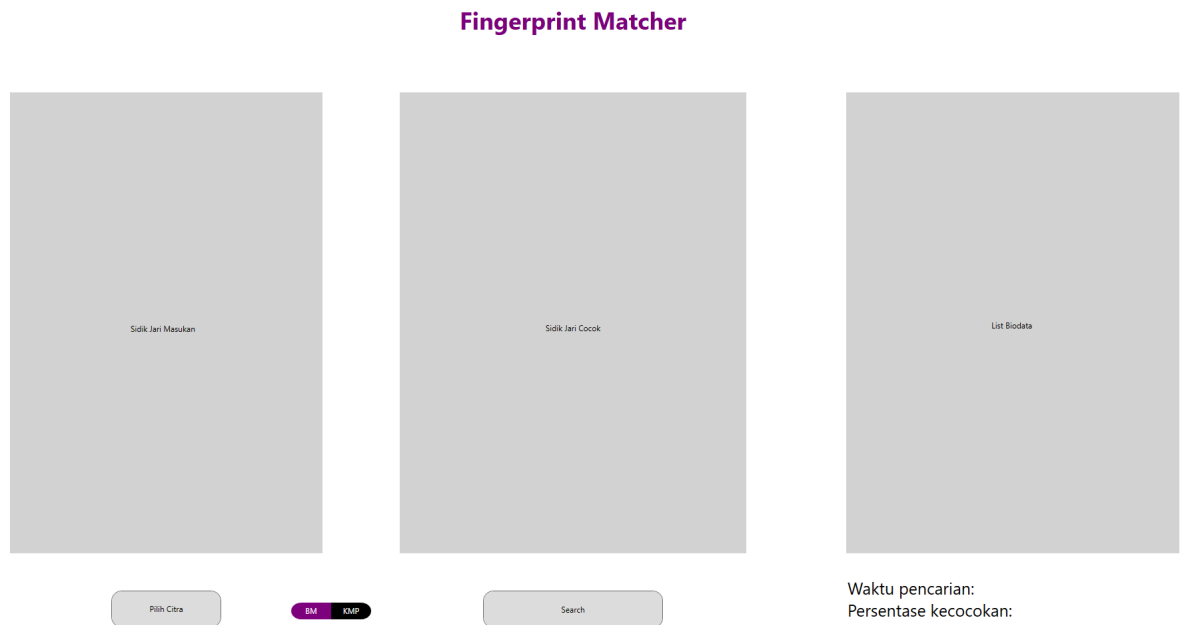 Fingerprint Matcher
Sidik Jari Masukan
Sidik Jari Cocok
List Biodata
Pilih Citra
BM
KMP
Search
Waktu pencarian:
Persentase kecocokan: